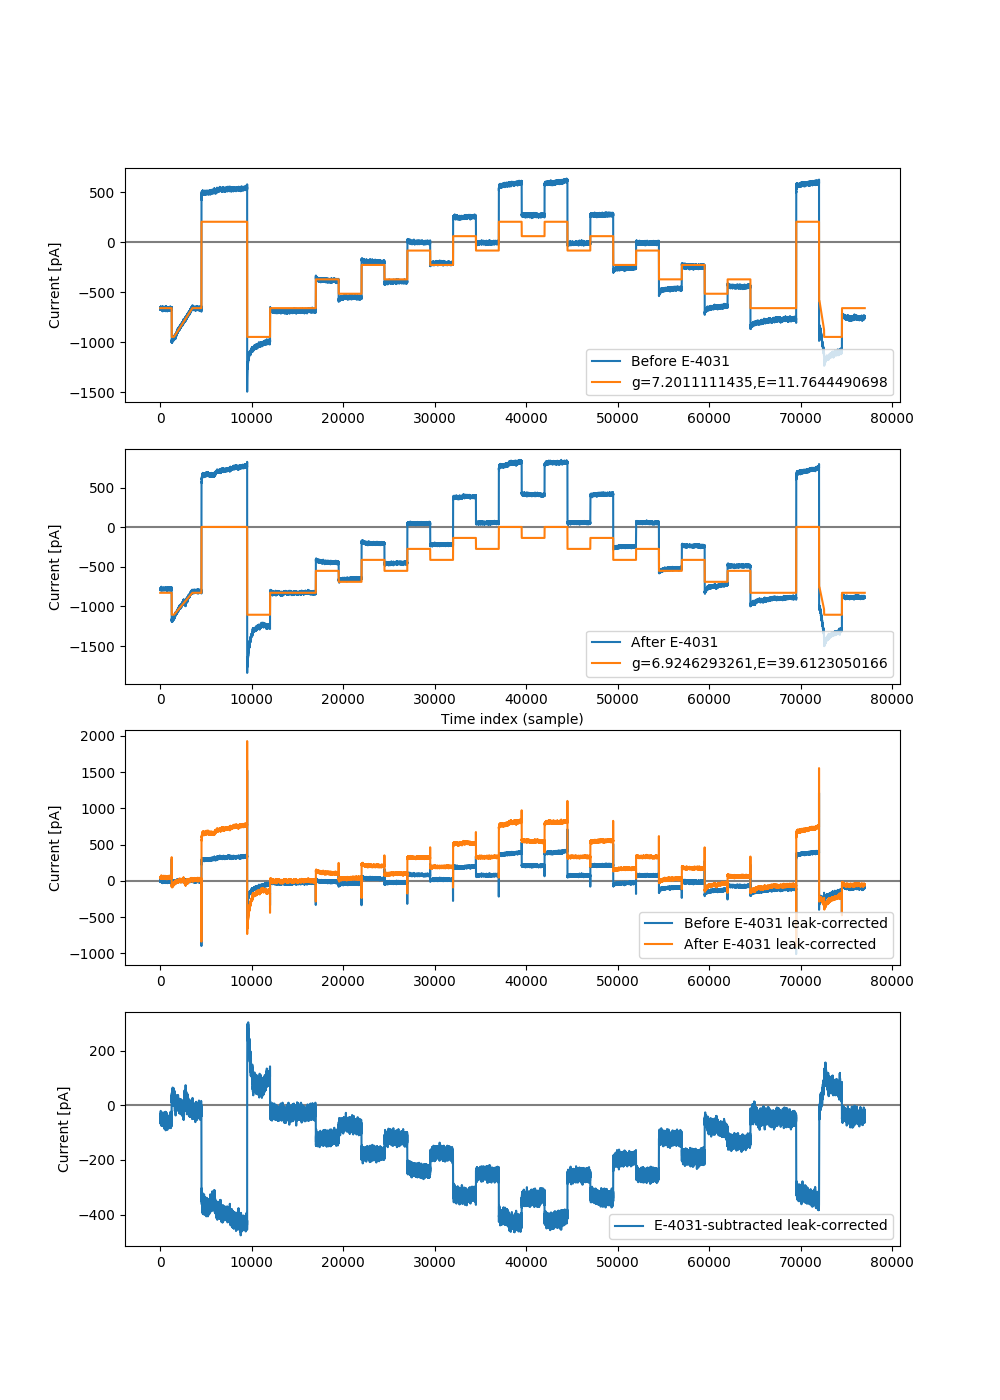 500
0
−500
−1000
−1500
Current [pA]
Before E-4031
g=7.2011111435,E=11.7644490698
0 10000 20000 30000 40000 50000 60000 70000 80000
500
0
−500
−1000
−1500
Current [pA]
After E-4031
g=6.9246293261,E=39.6123050166
0 10000 20000 30000 40000 50000 60000 70000 80000
Time index (sample)
2000
1500
1000
500
0
−500
−1000
Current [pA]
Before E-4031 leak-corrected
After E-4031 leak-corrected
0 10000 20000 30000 40000 50000 60000 70000 80000
200
0
−200
−400
Current [pA]
E-4031-subtracted leak-corrected
0 10000 20000 30000 40000 50000 60000 70000 80000